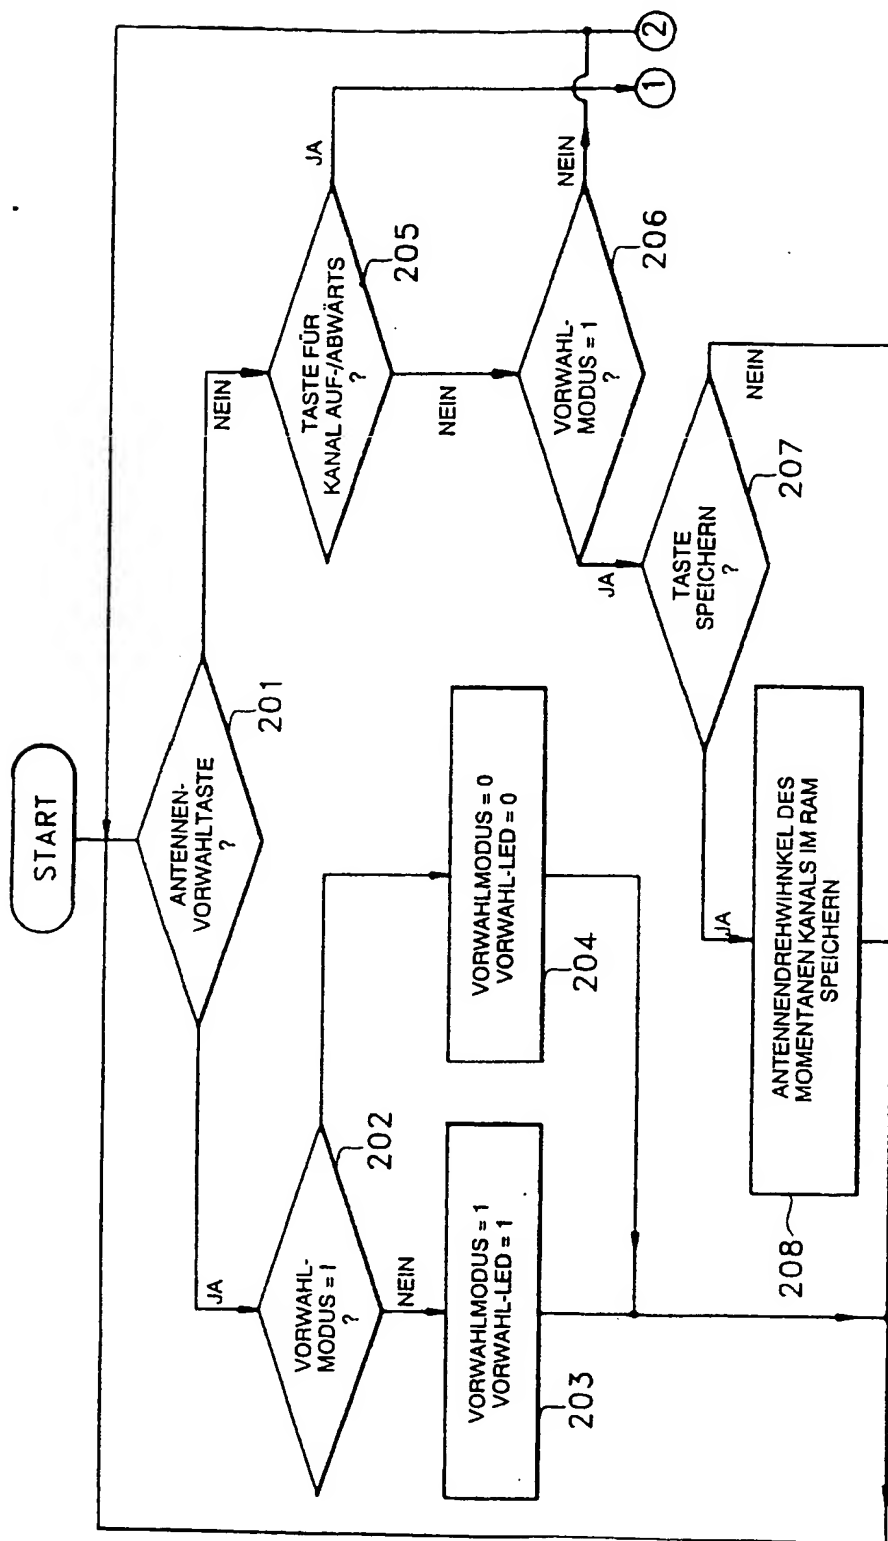 START
ANTENNEN-
VORWAHLTASTE
?
201
JA
NEIN
VORWAHL-
MODUS = 1
?
202
NEIN
VORWAHLMODUS = 1
VORWAHL-LED = 1
203
VORWAHLMODUS = 0
VORWAHL-LED = 0
204
TASTE FÜR
KANAL AUF-/ABWÄRTS
?
205
JA
NEIN
VORWAHL-
MODUS = 1
?
206
NEIN
JA
TASTE
SPEICHERN
?
207
NEIN
JA
ANTENNENDREHWIHNKEL DES
MOMENTANEN KANALS IM RAM
SPEICHERN
208
1
2